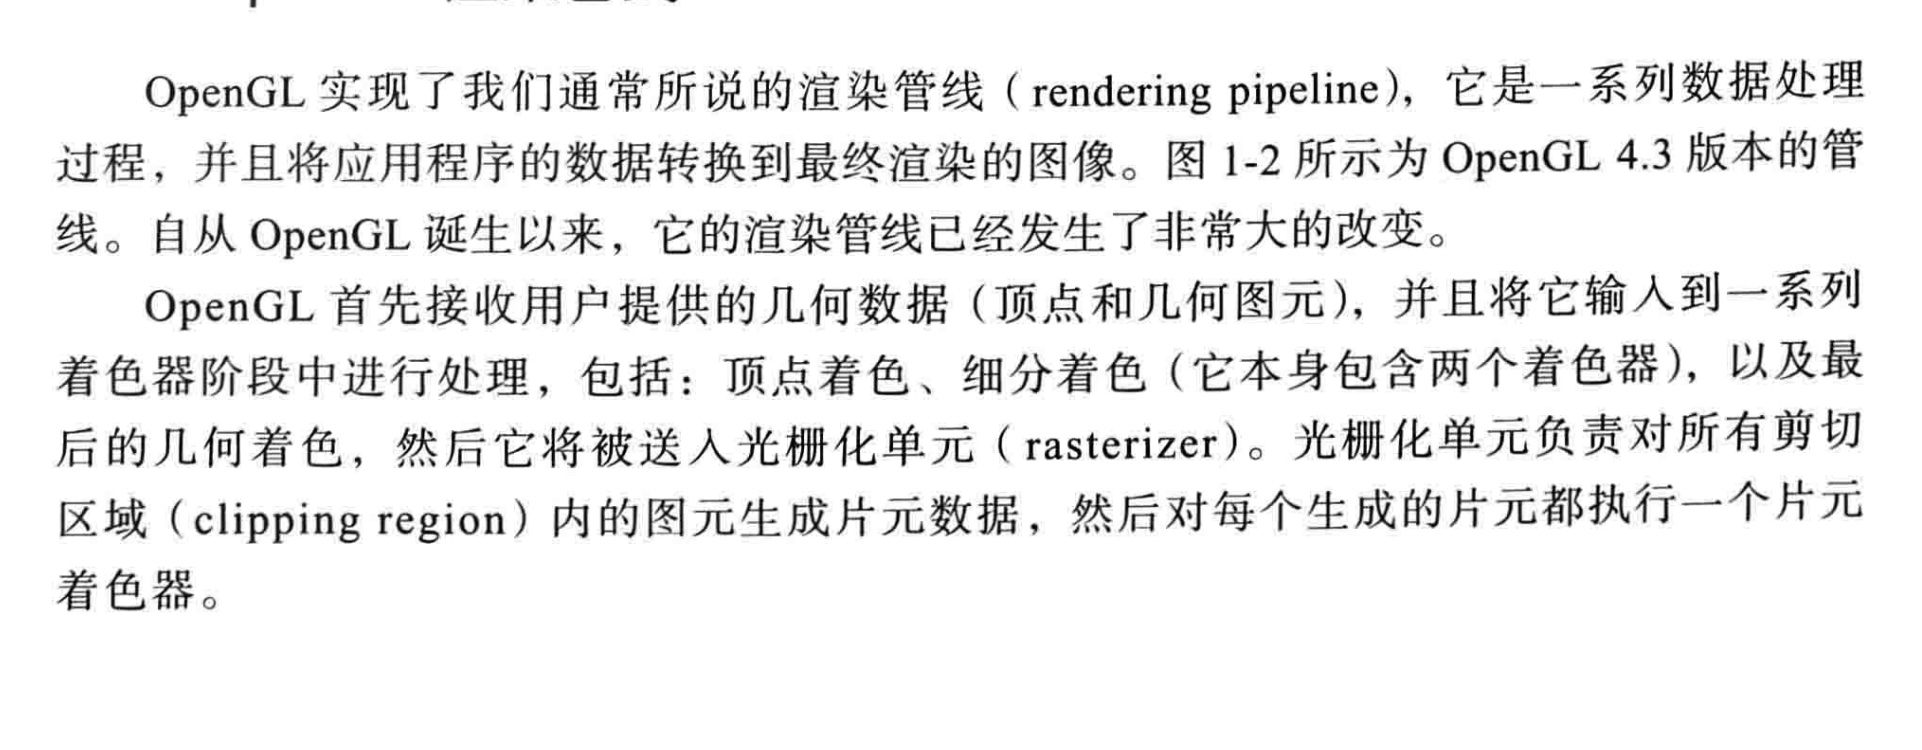 OpenGL 实现了我们通常所说的渲染管线（rendering pipeline），它是一系列数据处理
过程，并且将应用程序的数据转换到最终渲染的图像。图 1-2 所示为 OpenGL 4.3 版本的管
线。自从 OpenGL 诞生以来，它的渲染管线已经发生了非常大的改变。
OpenGL 首先接收用户提供的几何数据（顶点和几何图元），并且将它输入到一系列
着色器阶段中进行处理，包括：顶点着色、细分着色（它本身包含两个着色器），以及最
后的几何着色，然后它将被送入光栅化单元（rasterizer）。光栅化单元负责对所有剪切
区域（clipping region）内的图元生成片元数据，然后对每个生成的片元都执行一个片元
着色器。